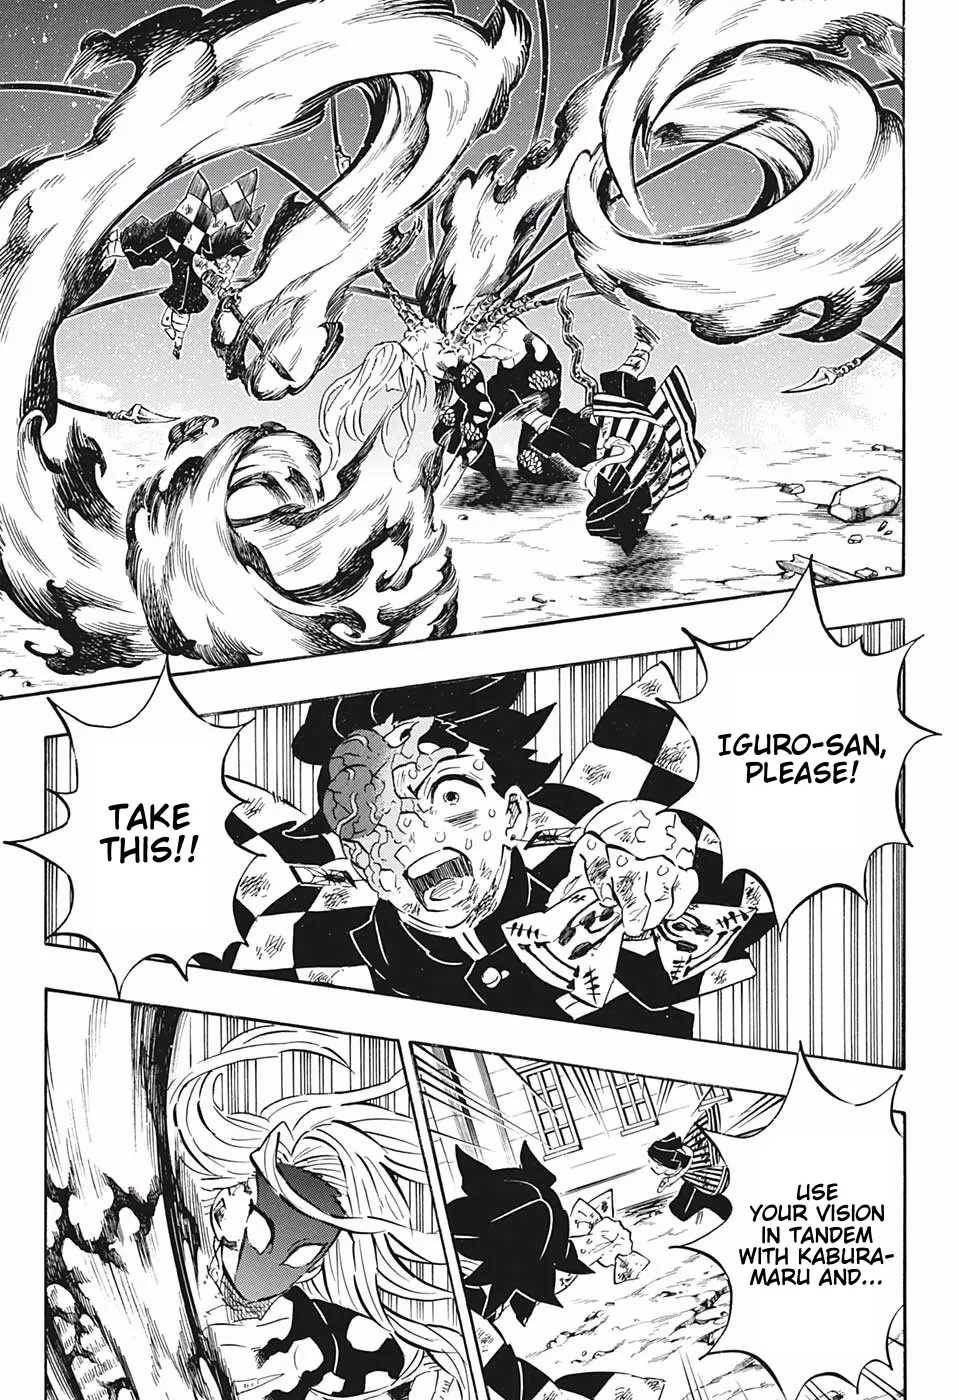 IGURO-SAN,
PLEASE!
TAKE
THIS!!
USE
YOUR VISION
IN TANDEM
WITH KABURA-
MARU AND...